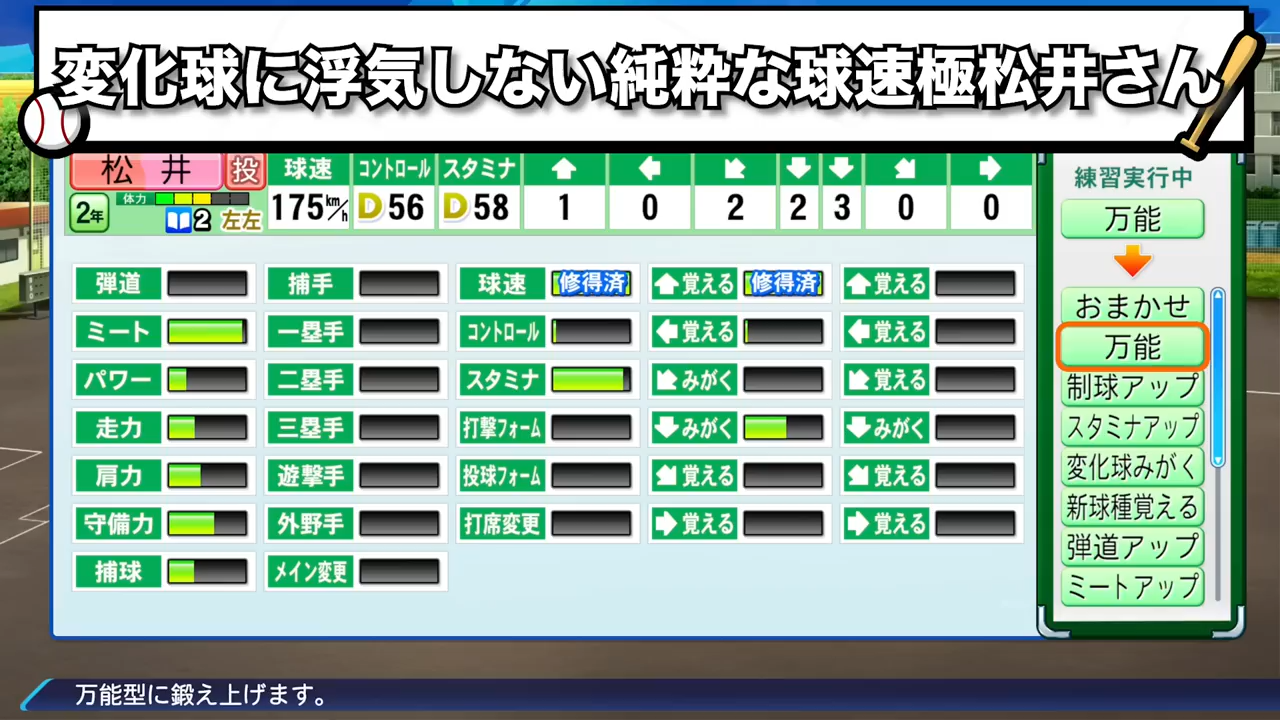 変化球に浮気しない純粋な球速極松井さん
松井 投 球速 コントロール スタミナ ⬆ ⬅ ↙ ⬇ ⬇ ↘ ➡
2年 体力 2 左左 175km/h D 56 D 58 1 0 2 2 3 0 0
弾道 捕手 球速 修得済 ⬆覚える 修得済 ⬆覚える
ミート 一塁手 コントロール ⬅覚える ⬅覚える
パワー 二塁手 スタミナ ↙みがく ↙覚える
走力 三塁手 打撃フォーム ⬇みがく ⬇みがく
肩力 遊撃手 投球フォーム ↘覚える ↘覚える
守備力 外野手 打席変更 ➡覚える ➡覚える
捕球 メイン変更
練習実行中
万能
おまかせ
万能
制球アップ
スタミナアップ
変化球みがく
新球種覚える
弾道アップ
ミートアップ
万能型に鍛え上げます。